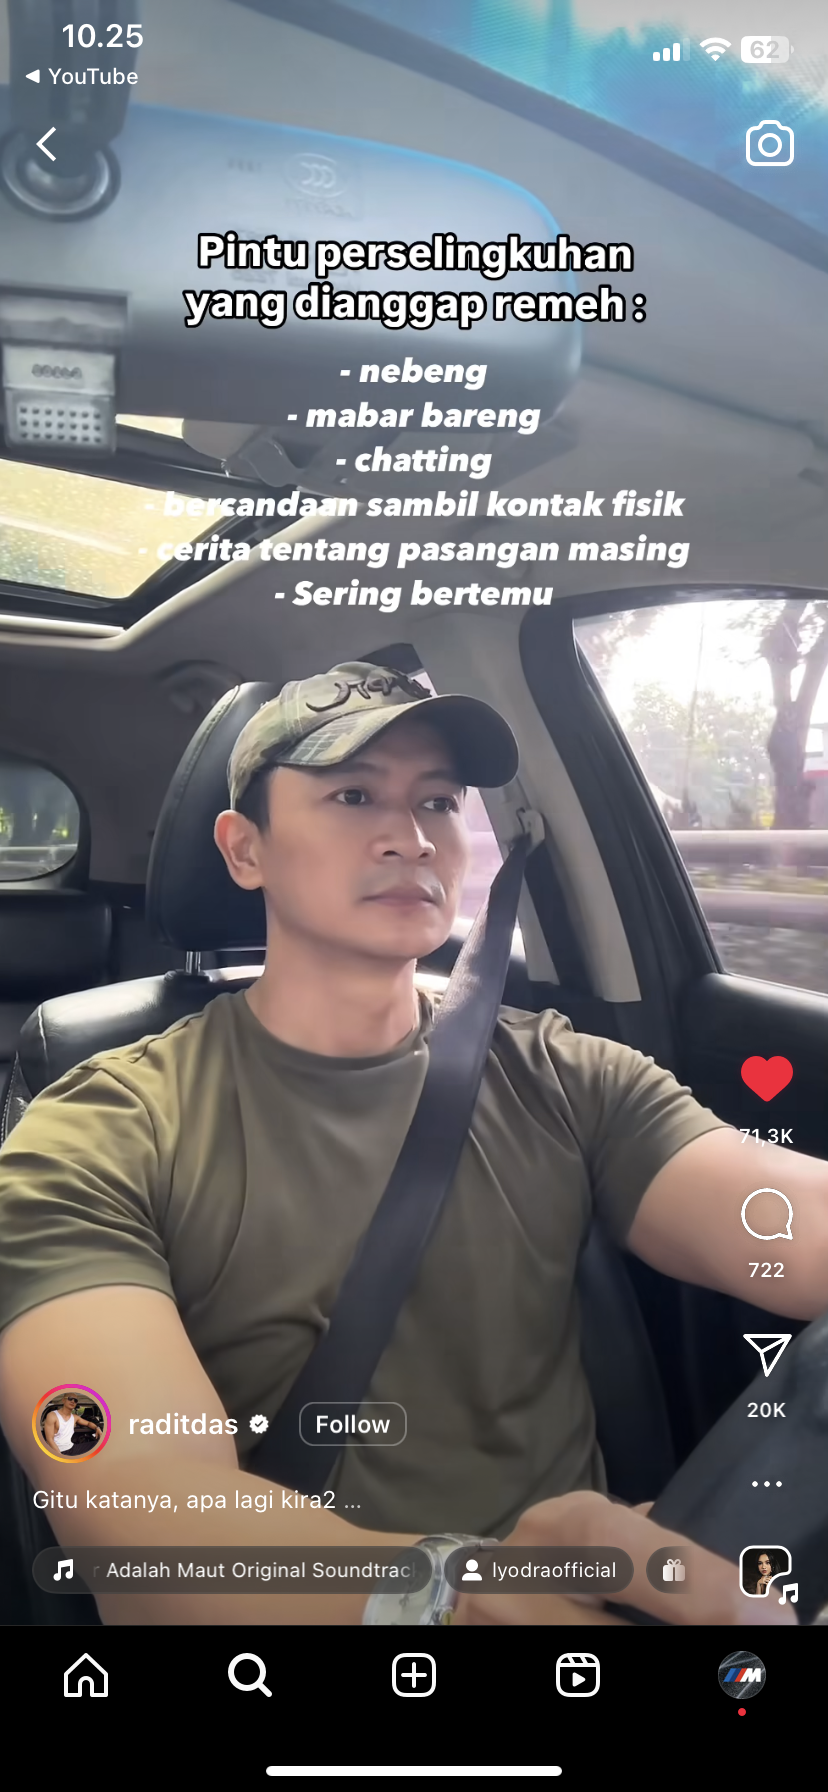 10.25
62
◀ YouTube
Pintu perselingkuhan
yang dianggap remeh :
- nebeng
- mabar bareng
- chatting
- bercandaan sambil kontak fisik
- cerita tentang pasangan masing
- Sering bertemu
71,3K
722
20K
raditdas
Follow
Gitu katanya, apa lagi kira2 ...
r Adalah Maut Original Soundtrac
lyodraofficial
M